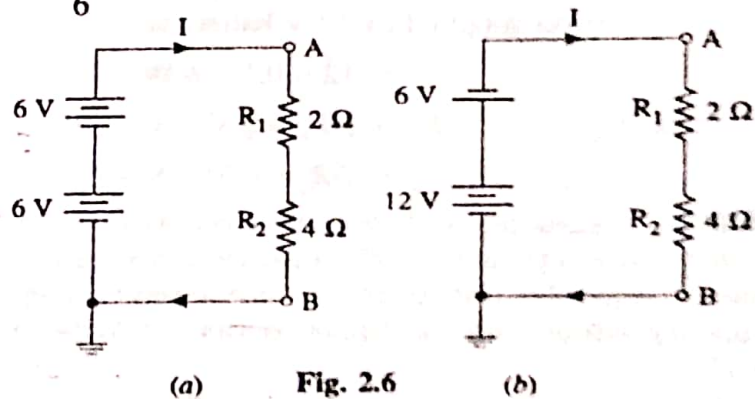 6
I
A
6 V
R₁ 2 Ω
6 V
R₂ 4 Ω
B
(a)
I
A
6 V
R₁ 2 Ω
12 V
R₂ 4 Ω
B
(b)
Fig. 2.6